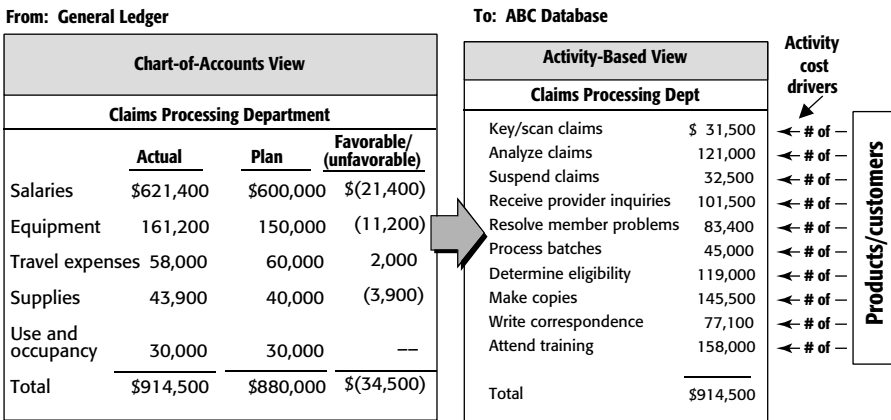 From: General Ledger
Chart-of-Accounts View
Claims Processing Department
Actual Plan Favorable/
(unfavorable)
Salaries $621,400 $600,000 $(21,400)
Equipment 161,200 150,000 (11,200)
Travel expenses 58,000 60,000 2,000
Supplies 43,900 40,000 (3,900)
Use and
occupancy 30,000 30,000 —
Total $914,500 $880,000 $(34,500)
To: ABC Database
Activity-Based View
Claims Processing Dept
Key/scan claims $ 31,500
Analyze claims 121,000
Suspend claims 32,500
Receive provider inquiries 101,500
Resolve member problems 83,400
Process batches 45,000
Determine eligibility 119,000
Make copies 145,500
Write correspondence 77,100
Attend training 158,000
Total $914,500
Activity
cost
drivers
# of
# of
# of
# of
# of
# of
# of
# of
# of
# of
Products/customers